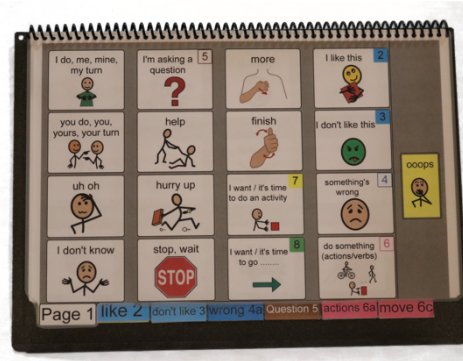 I do, me, mine,
my turn
I'm asking a
question
5
more
I like this
2
you do, you,
yours, your turn
help
finish
I don't like this
3
ooops
uh oh
hurry up
I want / it's time
to do an activity
7
something's
wrong
4
I don't know
stop, wait
STOP
I want / it's time
to go ........
8
do something
(actions/verbs)
6
Page 1
like 2
don't like 3
wrong 4a
Question 5
actions 6a
move 6c